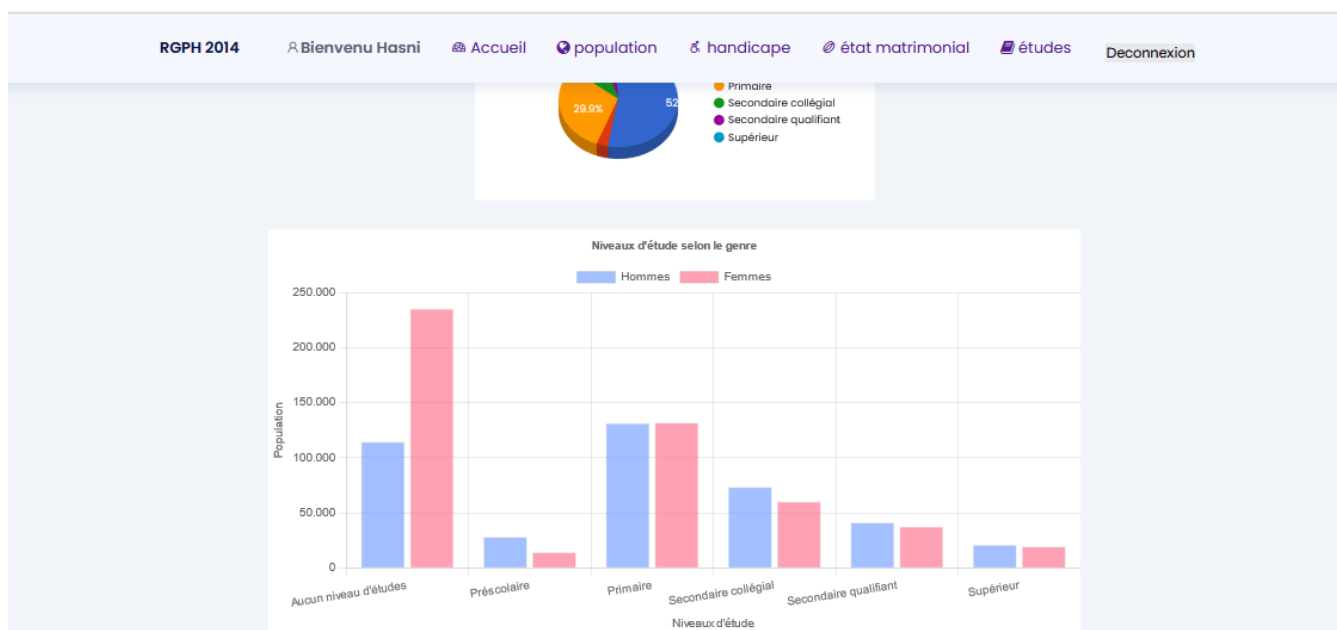 RGPH 2014 Bienvenu Hasni Accueil population handicape état matrimonial études Deconnexion
Primaire
29.9% 52
Secondaire collégial
Secondaire qualifiant
Supérieur
Niveaux d'étude selon le genre
Hommes Femmes
250.000
200.000
150.000
100.000
50.000
0
Population
Aucun niveau d'études Préscolaire Primaire Secondaire collégial Secondaire qualifiant Supérieur
Niveaux d'étude